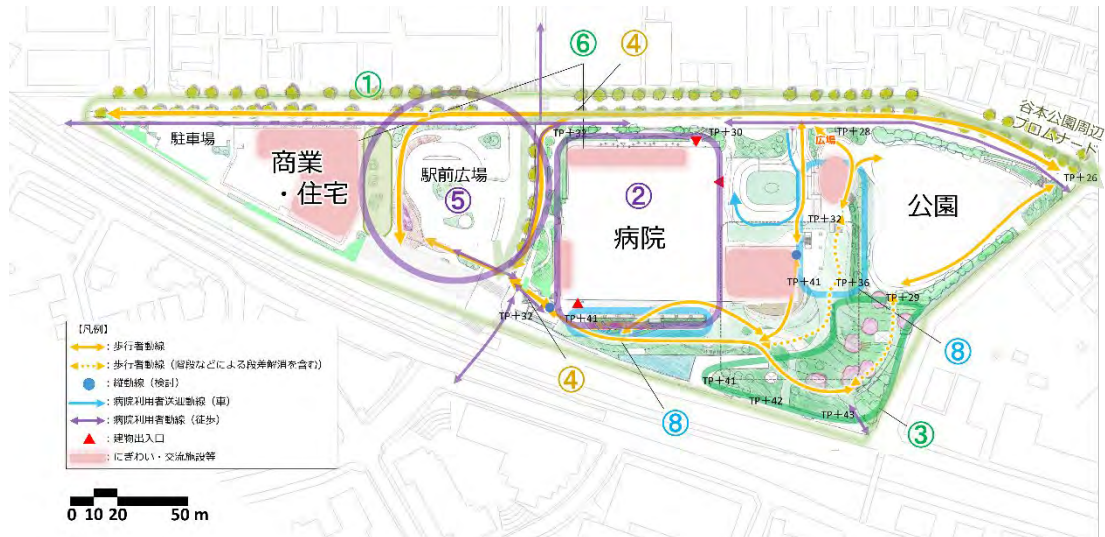 ⑥
④
①
谷本公園周辺
プロムナード
駐車場
商業
・住宅
駅前広場
⑤
TP+32
TP+30
TP+28
広場
TP+26
②
病院
公園
TP+32
TP+41
TP+36
TP+29
TP+32
TP+41
④
⑧
⑧
TP+41
TP+42
TP+43
③
【凡例】
：歩行者動線
：歩行者動線（階段などによる段差解消を含む）
：縦動線（検討）
：病院利用者送迎動線（車）
：病院利用者動線（徒歩）
：建物出入口
：にぎわい・交流施設等
0 10 20 50 m